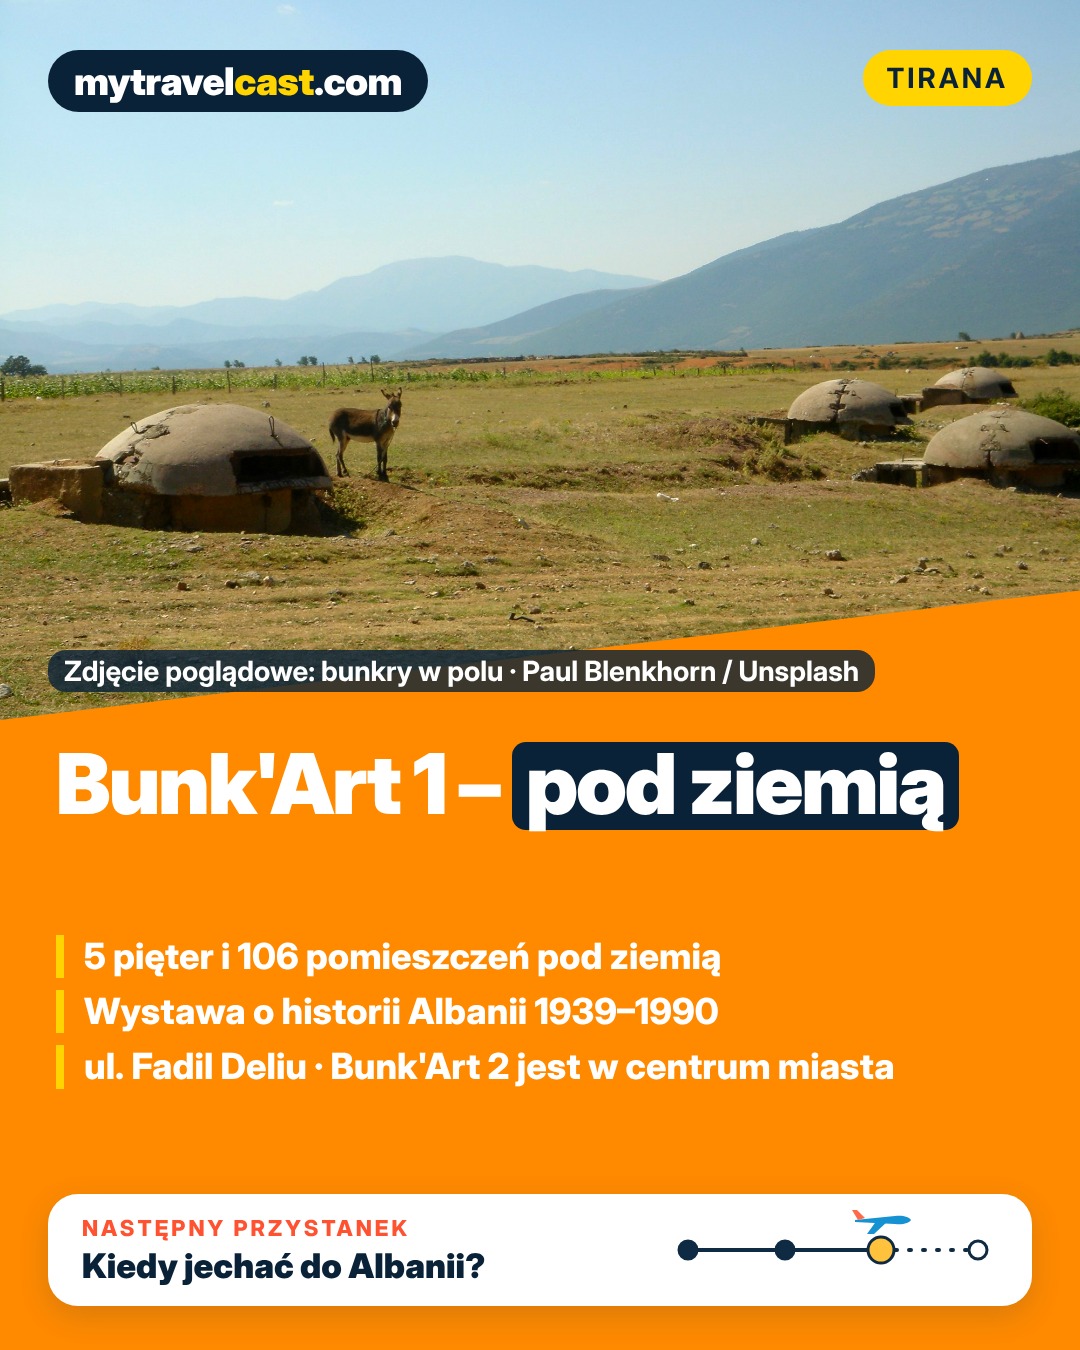 mytravelcast.com
TIRANA
Zdjęcie poglądowe: bunkry w polu · Paul Blenkhorn / Unsplash
Bunk'Art 1 – pod ziemią
5 pięter i 106 pomieszczeń pod ziemią
Wystawa o historii Albanii 1939–1990
ul. Fadil Deliu · Bunk'Art 2 jest w centrum miasta
NASTĘPNY PRZYSTANEK
Kiedy jechać do Albanii?